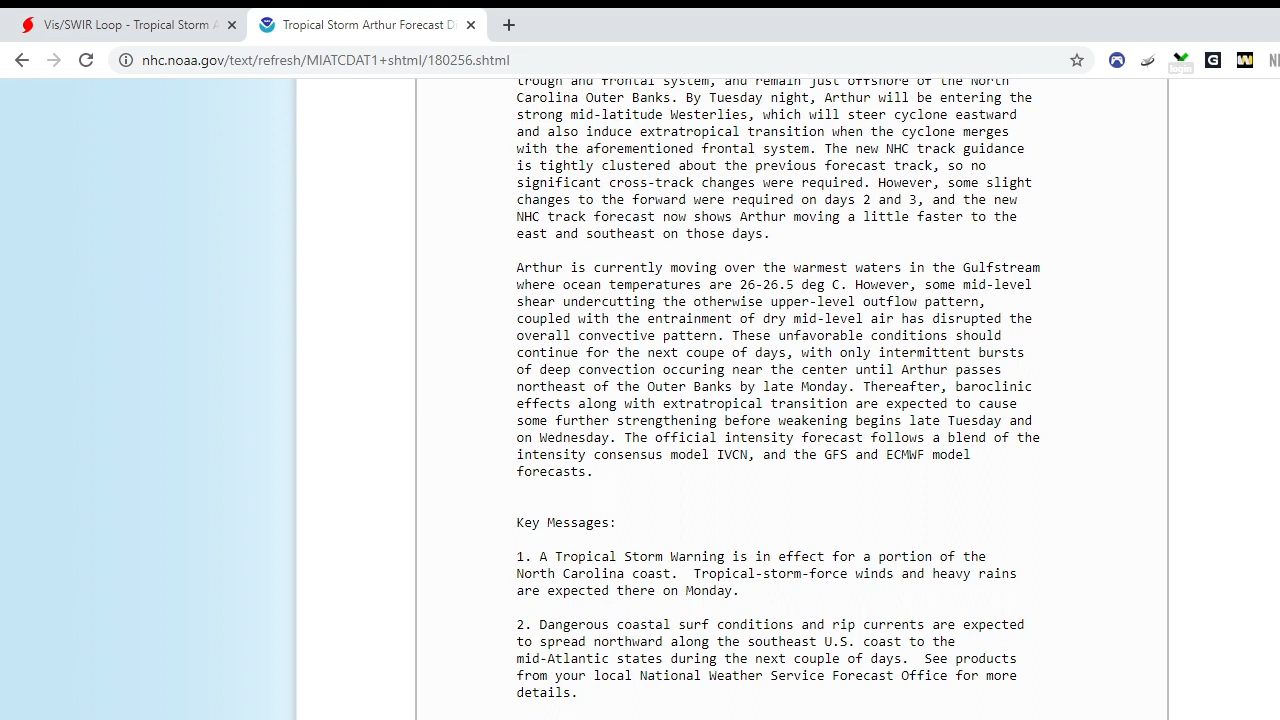 Vis/SWIR Loop - Tropical Storm A
Tropical Storm Arthur Forecast D
nhc.noaa.gov/text/refresh/MIATCDAT1+shtml/180256.shtml
trough and frontal system, and remain just offshore of the North
Carolina Outer Banks. By Tuesday night, Arthur will be entering the
strong mid-latitude Westerlies, which will steer cyclone eastward
and also induce extratropical transition when the cyclone merges
with the aforementioned frontal system. The new NHC track guidance
is tightly clustered about the previous forecast track, so no
significant cross-track changes were required. However, some slight
changes to the forward were required on days 2 and 3, and the new
NHC track forecast now shows Arthur moving a little faster to the
east and southeast on those days.
Arthur is currently moving over the warmest waters in the Gulfstream
where ocean temperatures are 26-26.5 deg C. However, some mid-level
shear undercutting the otherwise upper-level outflow pattern,
coupled with the entrainment of dry mid-level air has disrupted the
overall convective pattern. These unfavorable conditions should
continue for the next coupe of days, with only intermittent bursts
of deep convection occuring near the center until Arthur passes
northeast of the Outer Banks by late Monday. Thereafter, baroclinic
effects along with extratropical transition are expected to cause
some further strengthening before weakening begins late Tuesday and
on Wednesday. The official intensity forecast follows a blend of the
intensity consensus model IVCN, and the GFS and ECMWF model
forecasts.
Key Messages:
1. A Tropical Storm Warning is in effect for a portion of the
North Carolina coast.  Tropical-storm-force winds and heavy rains
are expected there on Monday.
2. Dangerous coastal surf conditions and rip currents are expected
to spread northward along the southeast U.S. coast to the
mid-Atlantic states during the next couple of days.  See products
from your local National Weather Service Forecast Office for more
details.